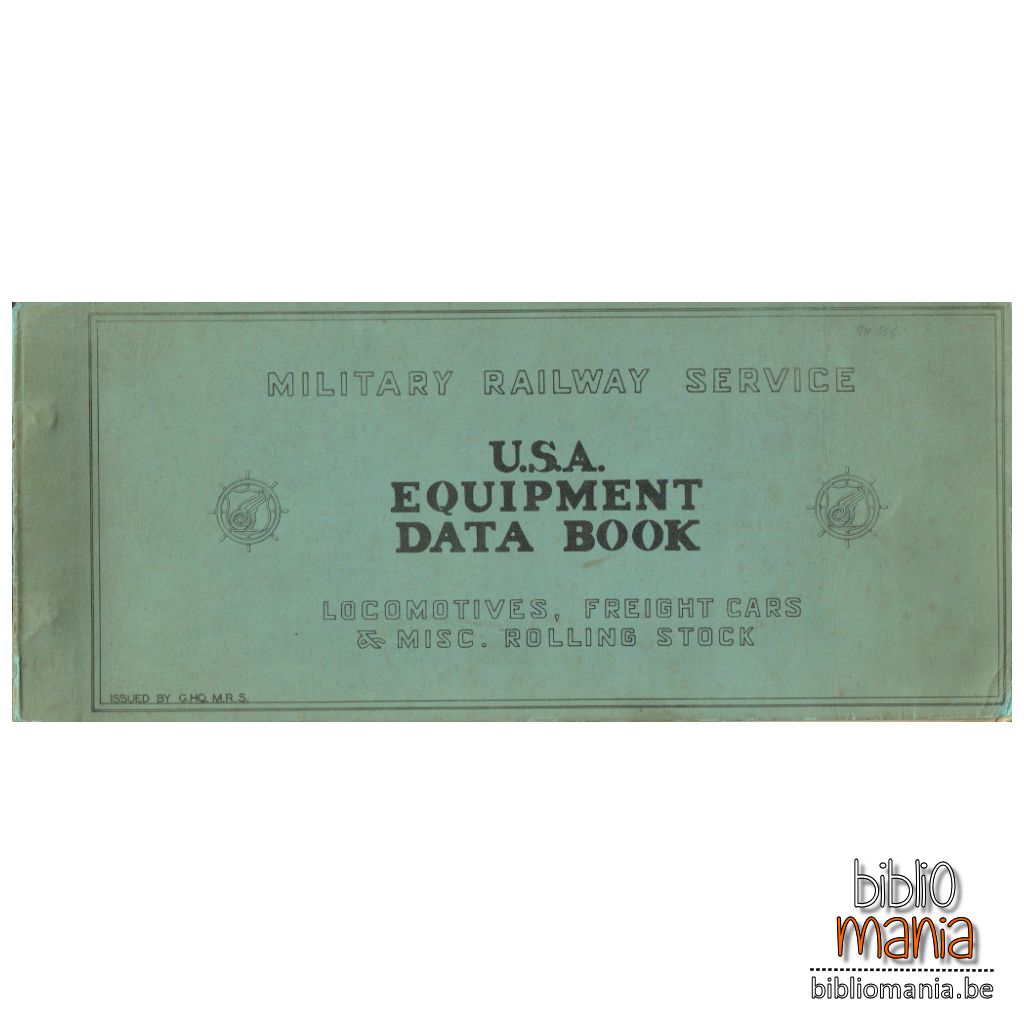 MILITARY RAILWAY SERVICE
U.S.A.
EQUIPMENT
DATA BOOK
LOCOMOTIVES, FREIGHT CARS
& MISC. ROLLING STOCK
ISSUED BY G.HQ. M.R.S.
bibliO
mania
bibliomania.be